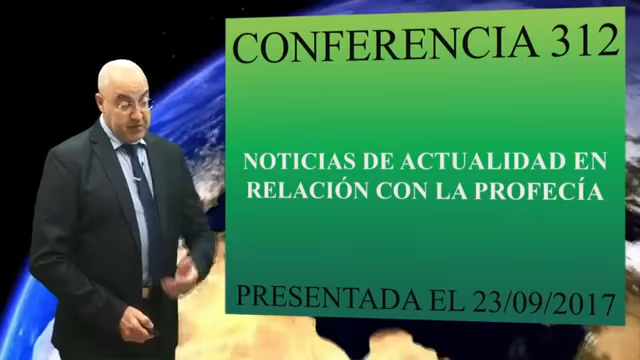 CONFERENCIA 312
NOTICIAS DE ACTUALIDAD EN
RELACIÓN CON LA PROFECÍA
PRESENTADA EL 23/09/2017